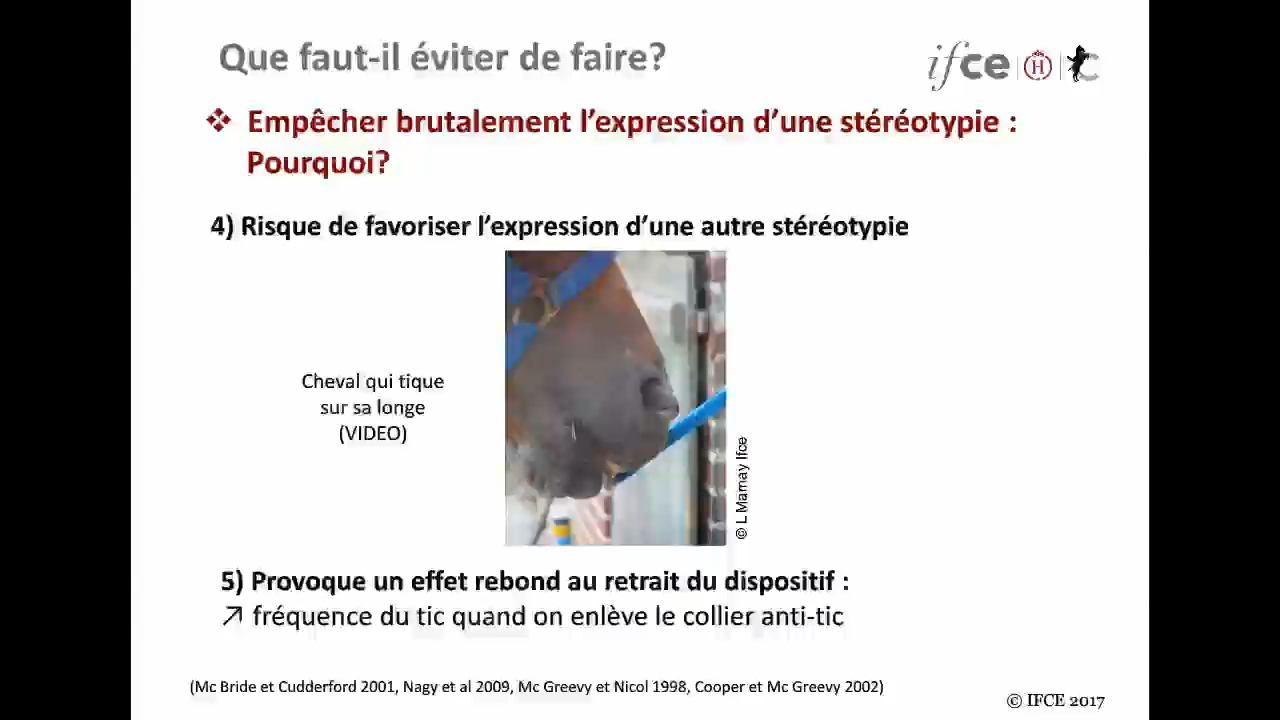 Que faut-il éviter de faire?
ifce
H
❖ Empêcher brutalement l’expression d’une stéréotypie :
Pourquoi?
4) Risque de favoriser l’expression d’une autre stéréotypie
Cheval qui tique
sur sa longe
(VIDEO)
5) Provoque un effet rebond au retrait du dispositif :
↗ fréquence du tic quand on enlève le collier anti-tic
(Mc Bride et Cudderford 2001, Nagy et al 2009, Mc Greevy et Nicol 1998, Cooper et Mc Greevy 2002)
© IFCE 2017